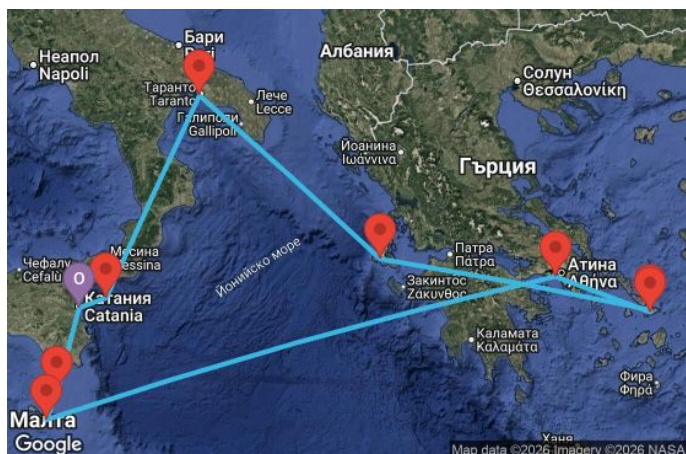 Бари
Неапол
Napoli
Албания
Солун
Θεσσαλονίκη
Таранто
Taranto
Лече
Lecce
Галиполи
Gallipoli
Йоанина
Ιωάννινα
Гърция
Йонийско море
Месина
Чефалу
Cefalù
O
Катания
Catania
Патра
Πάτρα
Атина
Αθήνα
Закинтос
Ζάκυνθος
Каламата
Καλαμάτα
Фира
Φηρά
Малта
Google
Ханя
Map data ©2026 Imagery ©2026 NASA